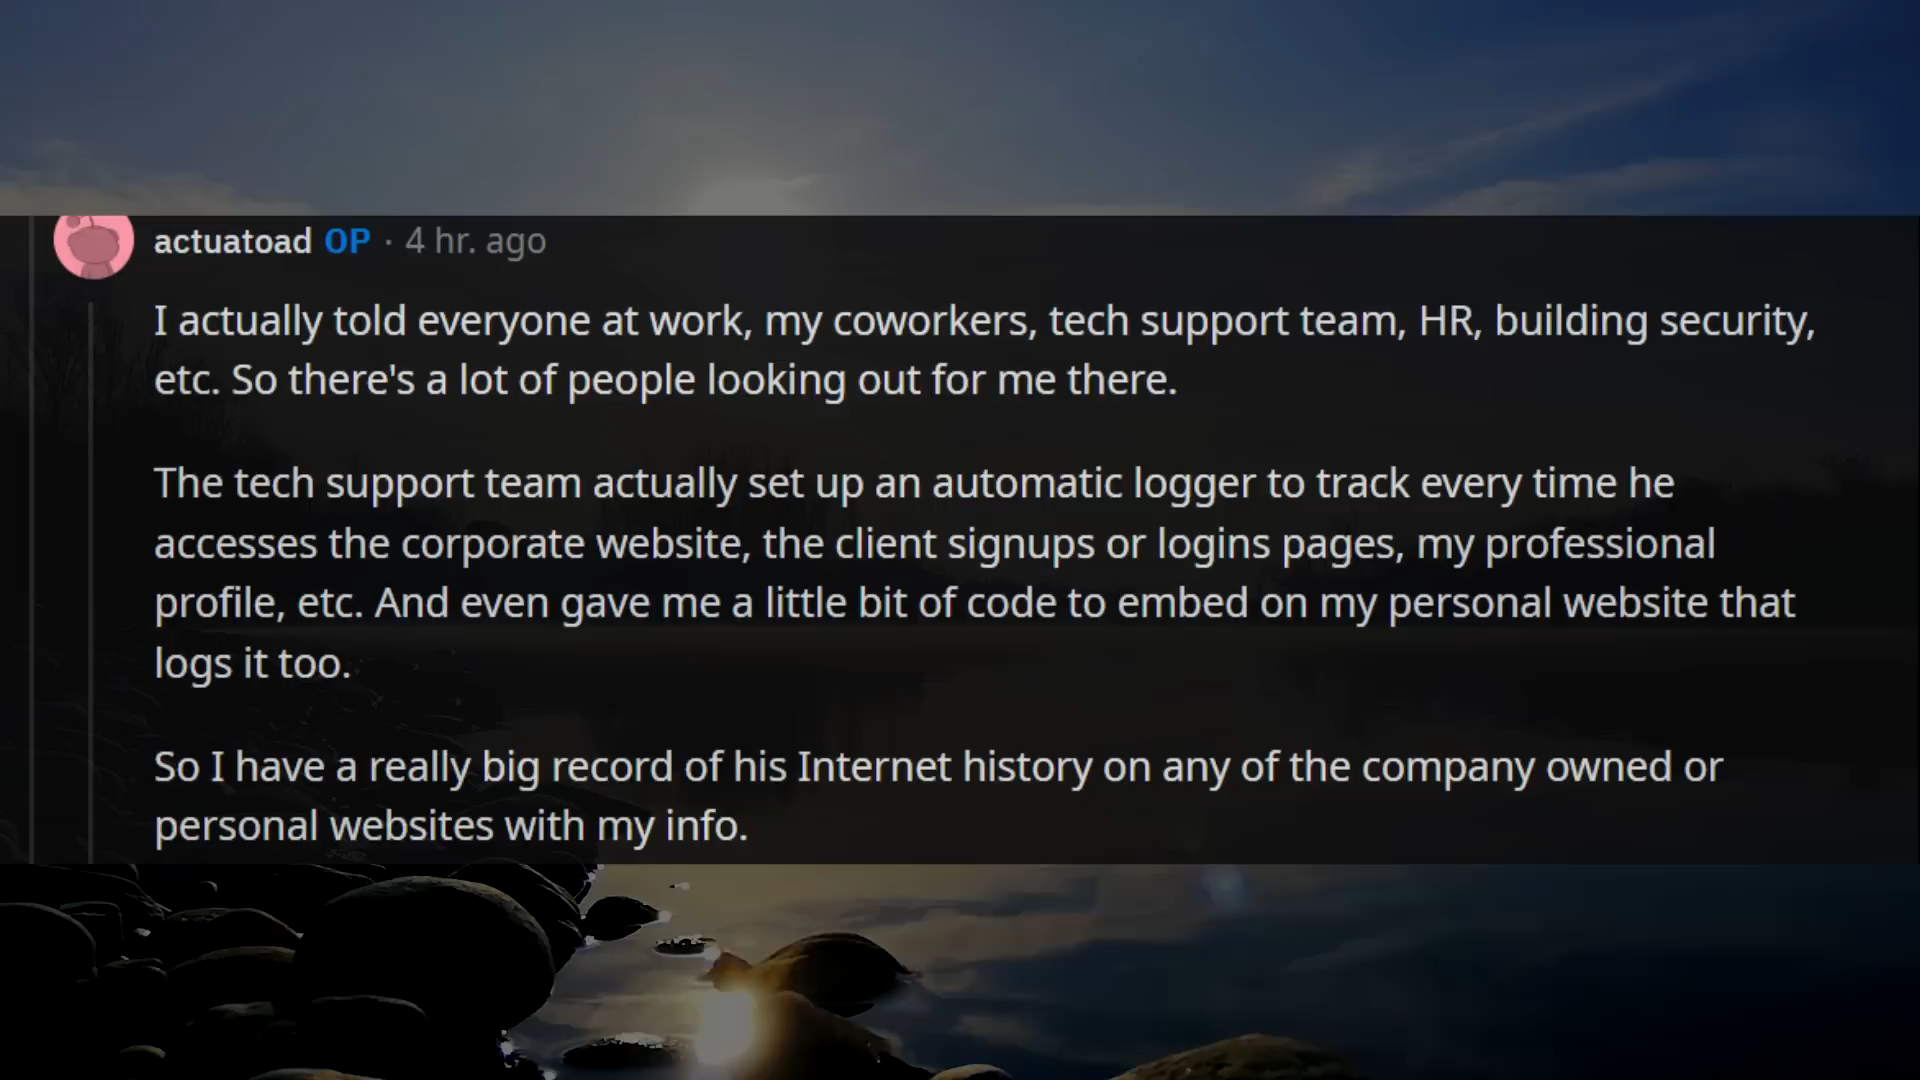 actuatoad OP · 4 hr. ago
I actually told everyone at work, my coworkers, tech support team, HR, building security,
etc. So there's a lot of people looking out for me there.
The tech support team actually set up an automatic logger to track every time he
accesses the corporate website, the client signups or logins pages, my professional
profile, etc. And even gave me a little bit of code to embed on my personal website that
logs it too.
So I have a really big record of his Internet history on any of the company owned or
personal websites with my info.